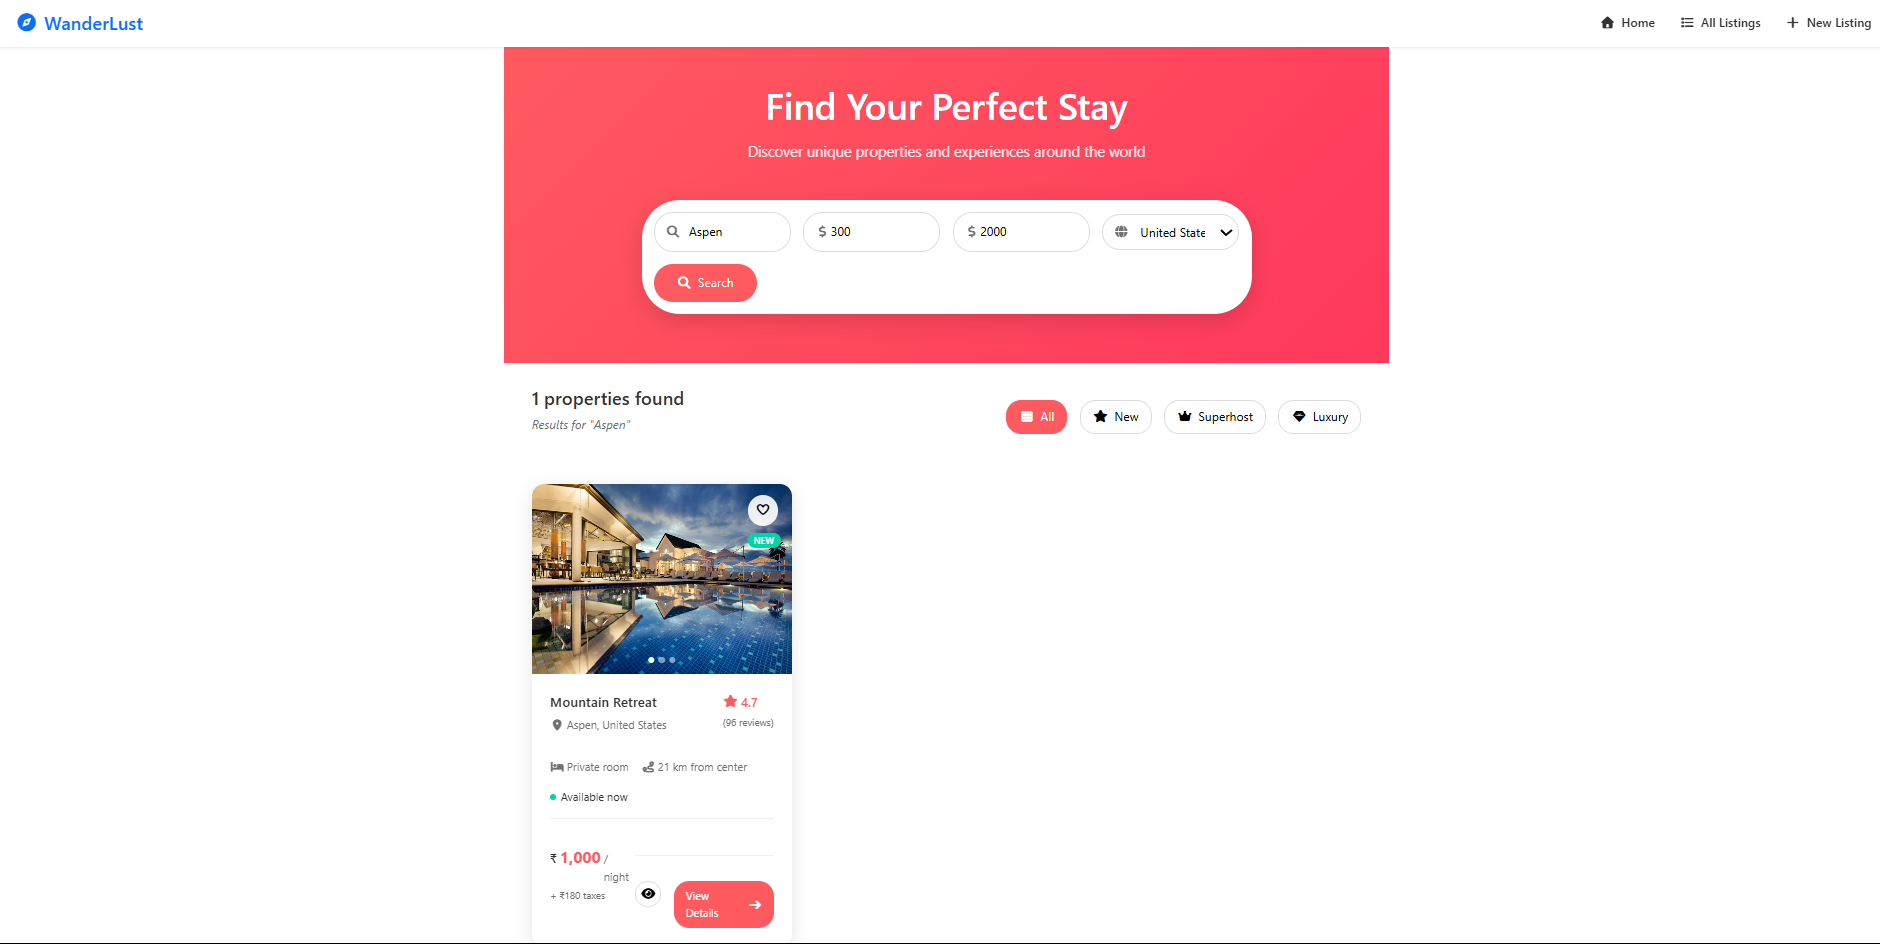 WanderLust
Home
All Listings
New Listing
Find Your Perfect Stay
Discover unique properties and experiences around the world
Aspen
$ 300
$ 2000
United State
Search
1 properties found
Results for "Aspen"
All
New
Superhost
Luxury
NEW
Mountain Retreat
4.7
Aspen, United States
(96 reviews)
Private room
21 km from center
Available now
₹ 1,000 /
night
+ ₹180 taxes
View
Details